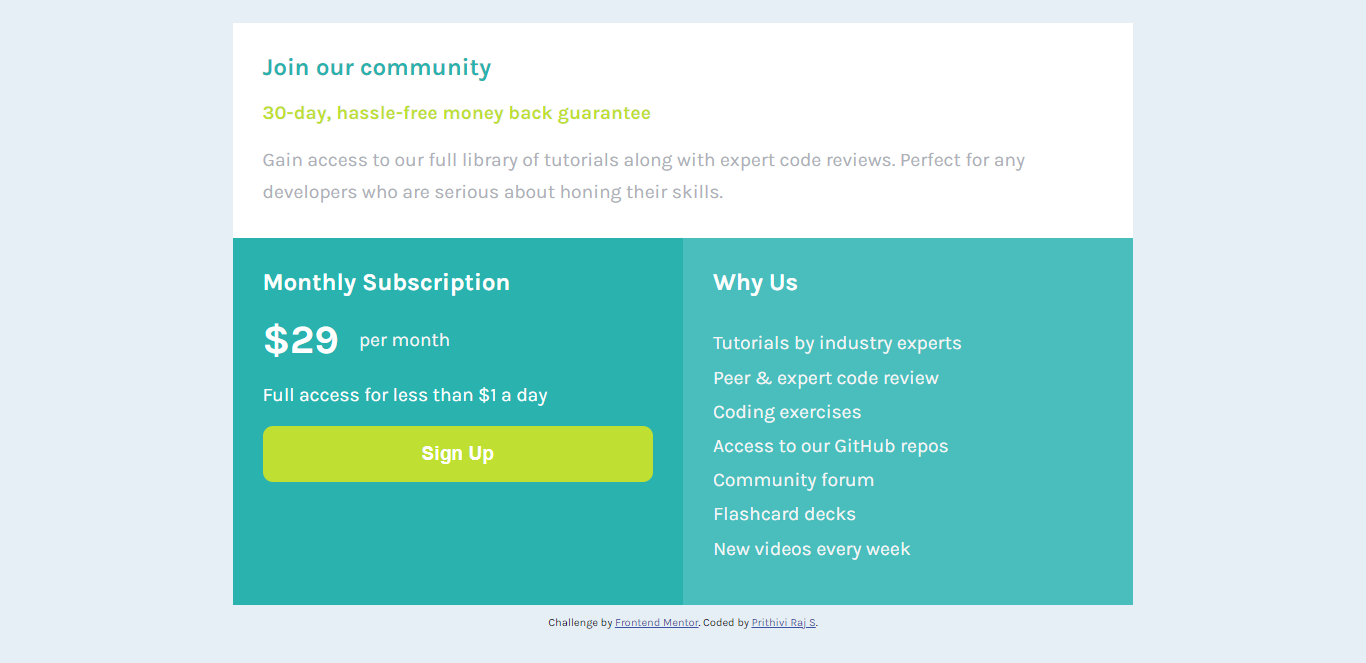 Join our community
30-day, hassle-free money back guarantee
Gain access to our full library of tutorials along with expert code reviews. Perfect for any
developers who are serious about honing their skills.
Monthly Subscription
$29 per month
Full access for less than $1 a day
Sign Up
Why Us
Tutorials by industry experts
Peer & expert code review
Coding exercises
Access to our GitHub repos
Community forum
Flashcard decks
New videos every week
Challenge by Frontend Mentor. Coded by Prithivi Raj S.